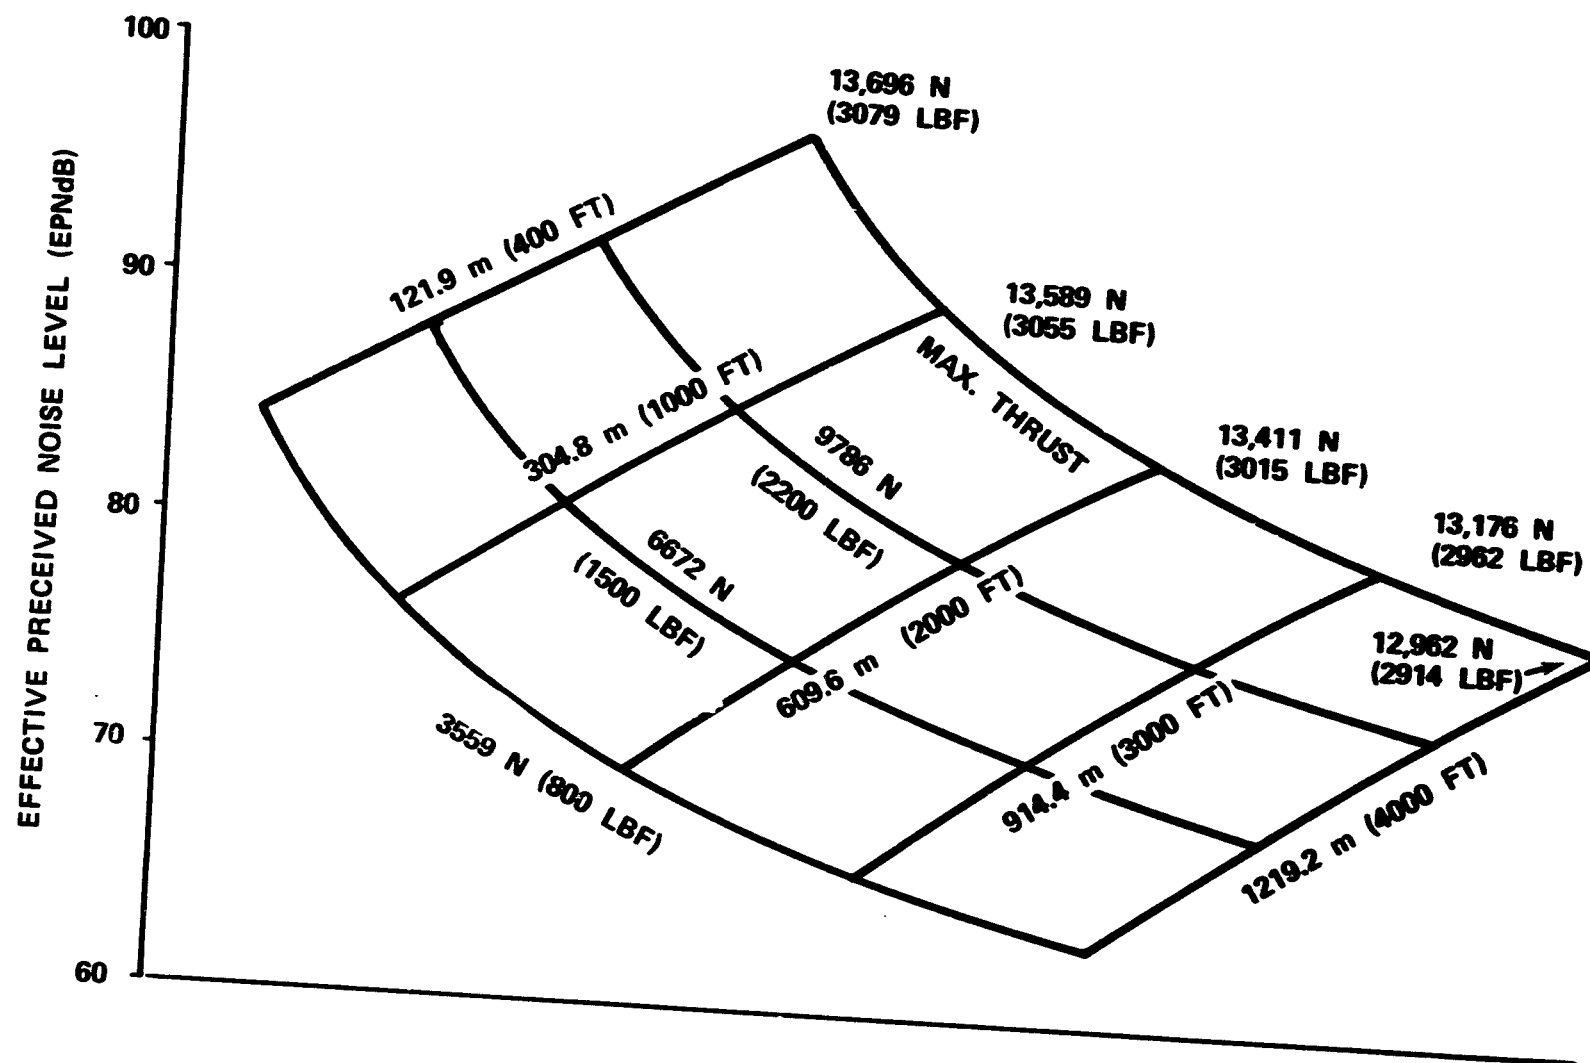 EFFECTIVE PRECEIVED NOISE LEVEL (EPNdB)
100
90
80
70
60
13,696 N
(3079 LBF)
121.9 m (400 FT)
13,589 N
(3055 LBF)
MAX. THRUST
304.8 m (1000 FT)
9786 N
(2200 LBF)
13,411 N
(3015 LBF)
6672 N
(1500 LBF)
13,176 N
(2962 LBF)
609.6 m (2000 FT)
12,962 N
(2914 LBF)
3559 N (800 LBF)
914.4 m (3000 FT)
1219.2 m (4000 FT)